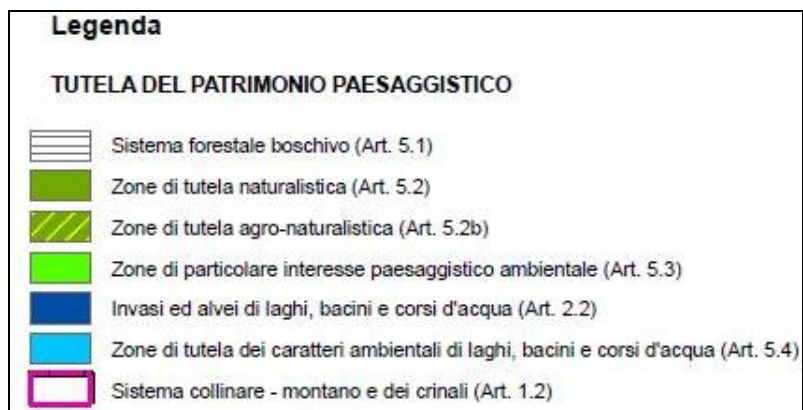 Legenda
TUTELA DEL PATRIMONIO PAESAGGISTICO
Sistema forestale boschivo (Art. 5.1)
Zone di tutela naturalistica (Art. 5.2)
Zone di tutela agro-naturalistica (Art. 5.2b)
Zone di particolare interesse paesaggistico ambientale (Art. 5.3)
Invasi ed alvei di laghi, bacini e corsi d'acqua (Art. 2.2)
Zone di tutela dei caratteri ambientali di laghi, bacini e corsi d'acqua (Art. 5.4)
Sistema collinare - montano e dei crinali (Art. 1.2)